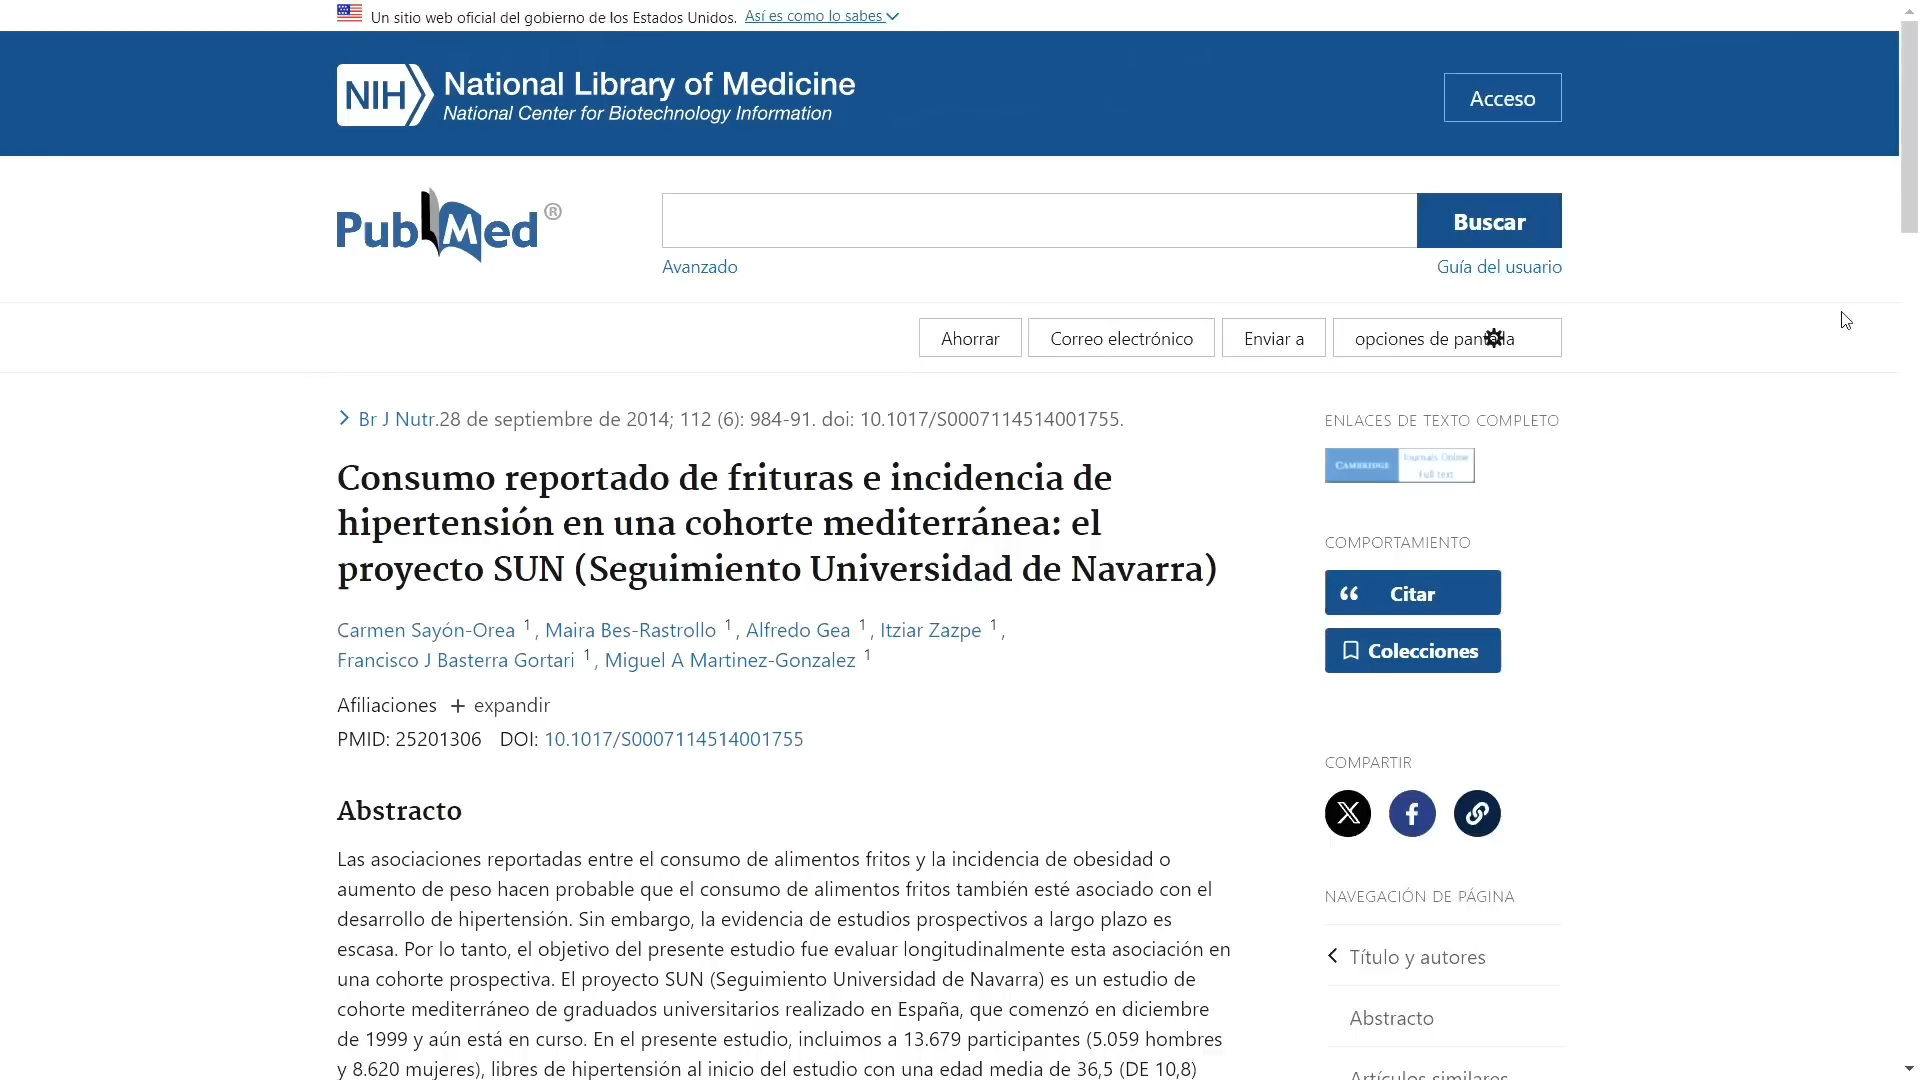 Un sitio web oficial del gobierno de los Estados Unidos. Así es como lo sabes
NIH National Library of Medicine
National Center for Biotechnology Information
Acceso
PubMed®
Buscar
Avanzado
Guía del usuario
Ahorrar
Correo electrónico
Enviar a
opciones de pantalla
Br J Nutr.28 de septiembre de 2014; 112 (6): 984-91. doi: 10.1017/S0007114514001755.
Consumo reportado de frituras e incidencia de
hipertensión en una cohorte mediterránea: el
proyecto SUN (Seguimiento Universidad de Navarra)
Carmen Sayón-Orea 1, Maira Bes-Rastrollo 1, Alfredo Gea 1, Itziar Zazpe 1,
Francisco J Basterra Gortari 1, Miguel A Martinez-Gonzalez 1
Afiliaciones + expandir
PMID: 25201306 DOI: 10.1017/S0007114514001755
Abstracto
Las asociaciones reportadas entre el consumo de alimentos fritos y la incidencia de obesidad o
aumento de peso hacen probable que el consumo de alimentos fritos también esté asociado con el
desarrollo de hipertensión. Sin embargo, la evidencia de estudios prospectivos a largo plazo es
escasa. Por lo tanto, el objetivo del presente estudio fue evaluar longitudinalmente esta asociación en
una cohorte prospectiva. El proyecto SUN (Seguimiento Universidad de Navarra) es un estudio de
cohorte mediterráneo de graduados universitarios realizado en España, que comenzó en diciembre
de 1999 y aún está en curso. En el presente estudio, incluimos a 13.679 participantes (5.059 hombres
y 8.620 mujeres), libres de hipertensión al inicio del estudio con una edad media de 36,5 (DE 10,8)
ENLACES DE TEXTO COMPLETO
CAMBRIDGE
Journals Online
Full text
COMPORTAMIENTO
Citar
Colecciones
COMPARTIR
NAVEGACIÓN DE PÁGINA
Título y autores
Abstracto
Artículos similares